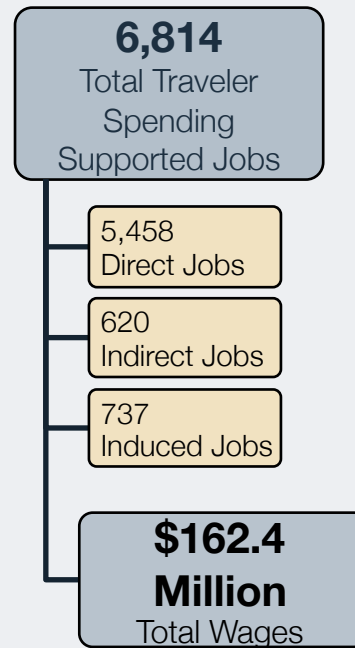 6,814
Total Traveler
Spending
Supported Jobs
5,458
Direct Jobs
620
Indirect Jobs
737
Induced Jobs
$162.4
Million
Total Wages